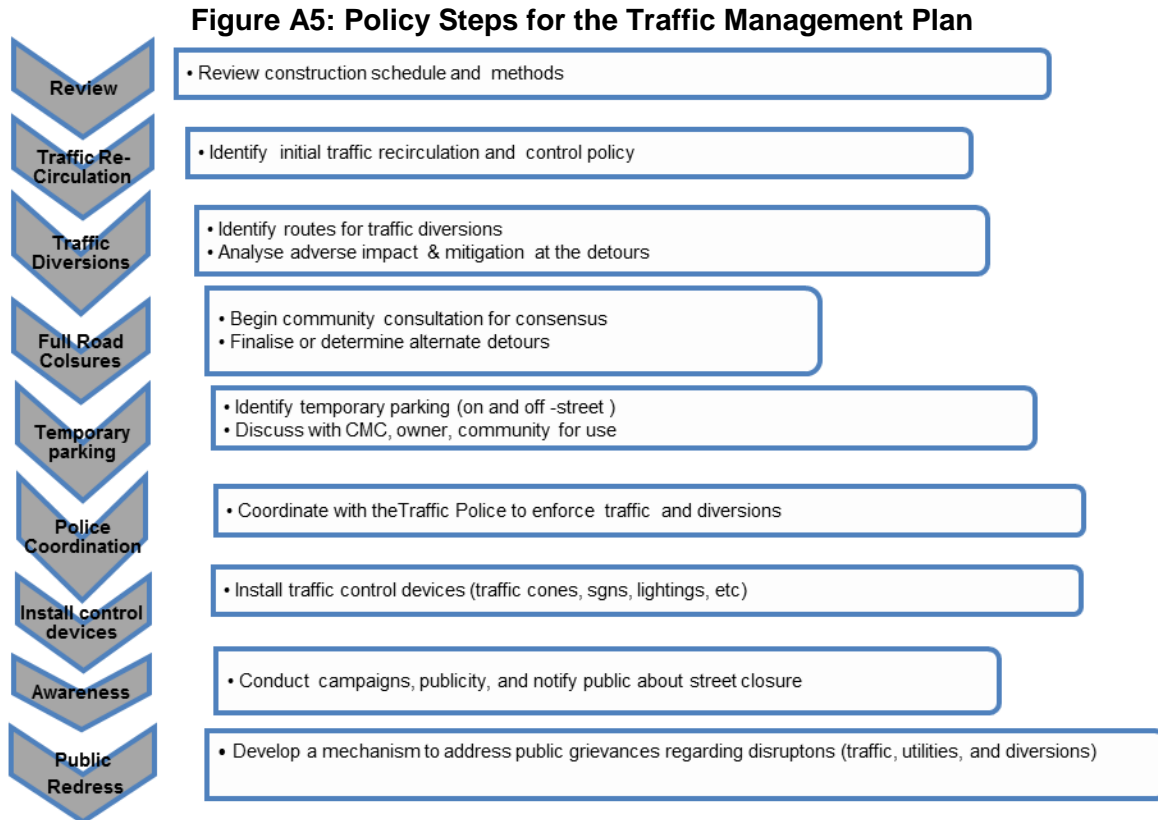 Figure A5: Policy Steps for the Traffic Management Plan
Review
• Review construction schedule and methods
Traffic Re-
Circulation
• Identify initial traffic recirculation and control policy
Traffic
Diversions
• Identify routes for traffic diversions
• Analyse adverse impact & mitigation at the detours
Full Road
Colsures
• Begin community consultation for consensus
• Finalise or determine alternate detours
Temporary
parking
• Identify temporary parking (on and off -street )
• Discuss with CMC, owner, community for use
Police
Coordination
• Coordinate with theTraffic Police to enforce traffic and diversions
Install control
devices
• Install traffic control devices (traffic cones, sgns, lightings, etc)
Awareness
• Conduct campaigns, publicity, and notify public about street closure
Public
Redress
• Develop a mechanism to address public grievances regarding disruptons (traffic, utilities, and diversions)